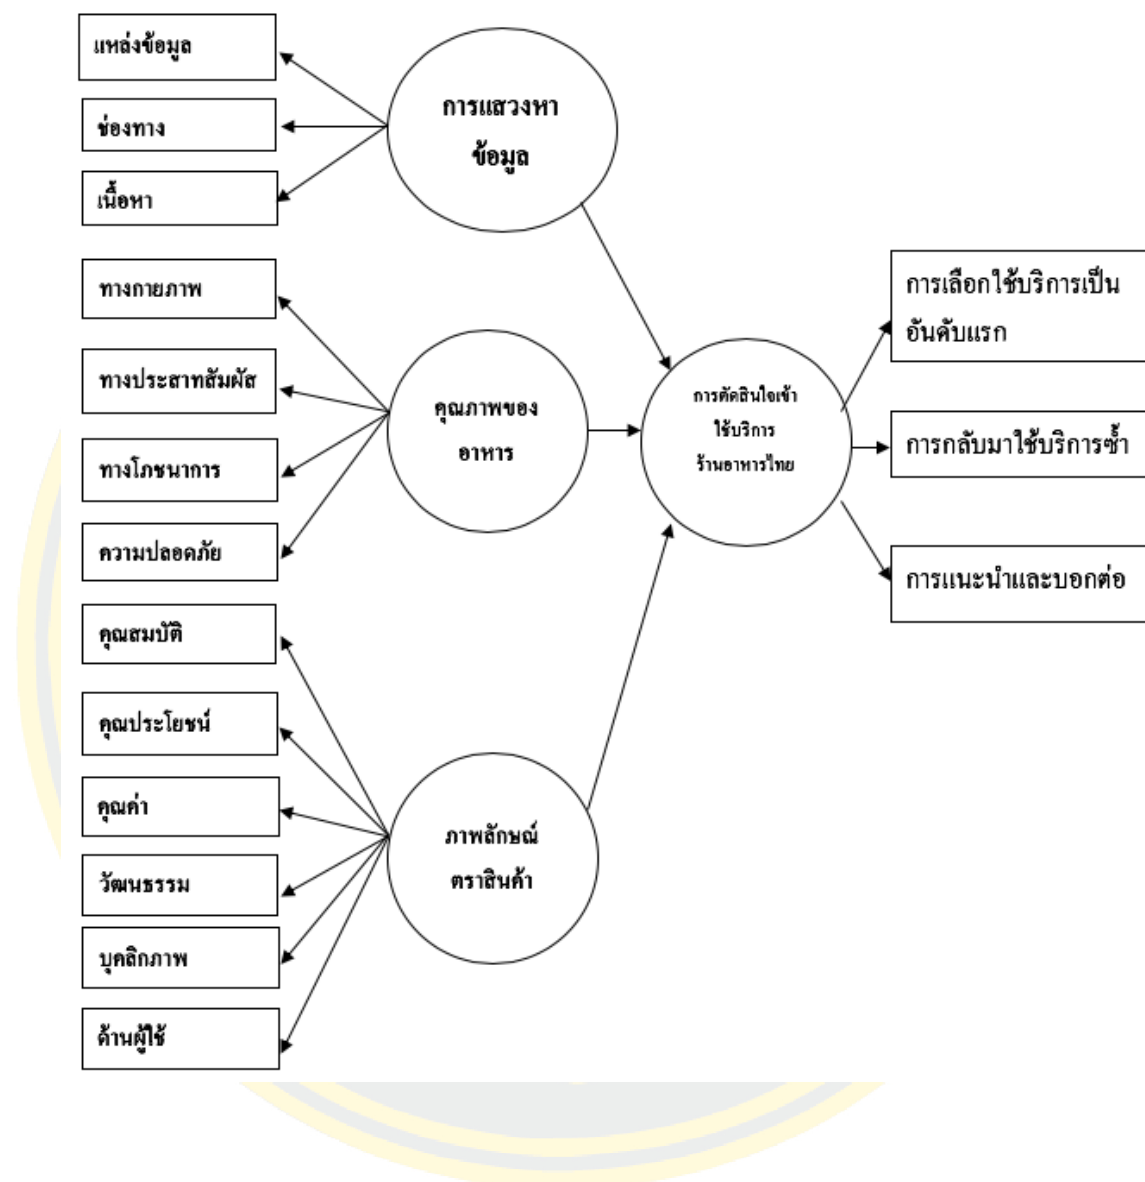 แหล่งข้อมูล
ช่องทาง
เนื้อหา
การแสวงหา
ข้อมูล
ทางกายภาพ
ทางประสาทสัมผัส
ทางโภชนาการ
ความปลอดภัย
คุณภาพของ
อาหาร
คุณสมบัติ
คุณประโยชน์
คุณค่า
วัฒนธรรม
บุคลิกภาพ
ด้านผู้ใช้
ภาพลักษณ์
ตราสินค้า
การตัดสินใจเข้า
ใช้บริการ
ร้านอาหารไทย
การเลือกใช้บริการเป็น
อันดับแรก
การกลับมาใช้บริการซ้ำ
การแนะนำและบอกต่อ